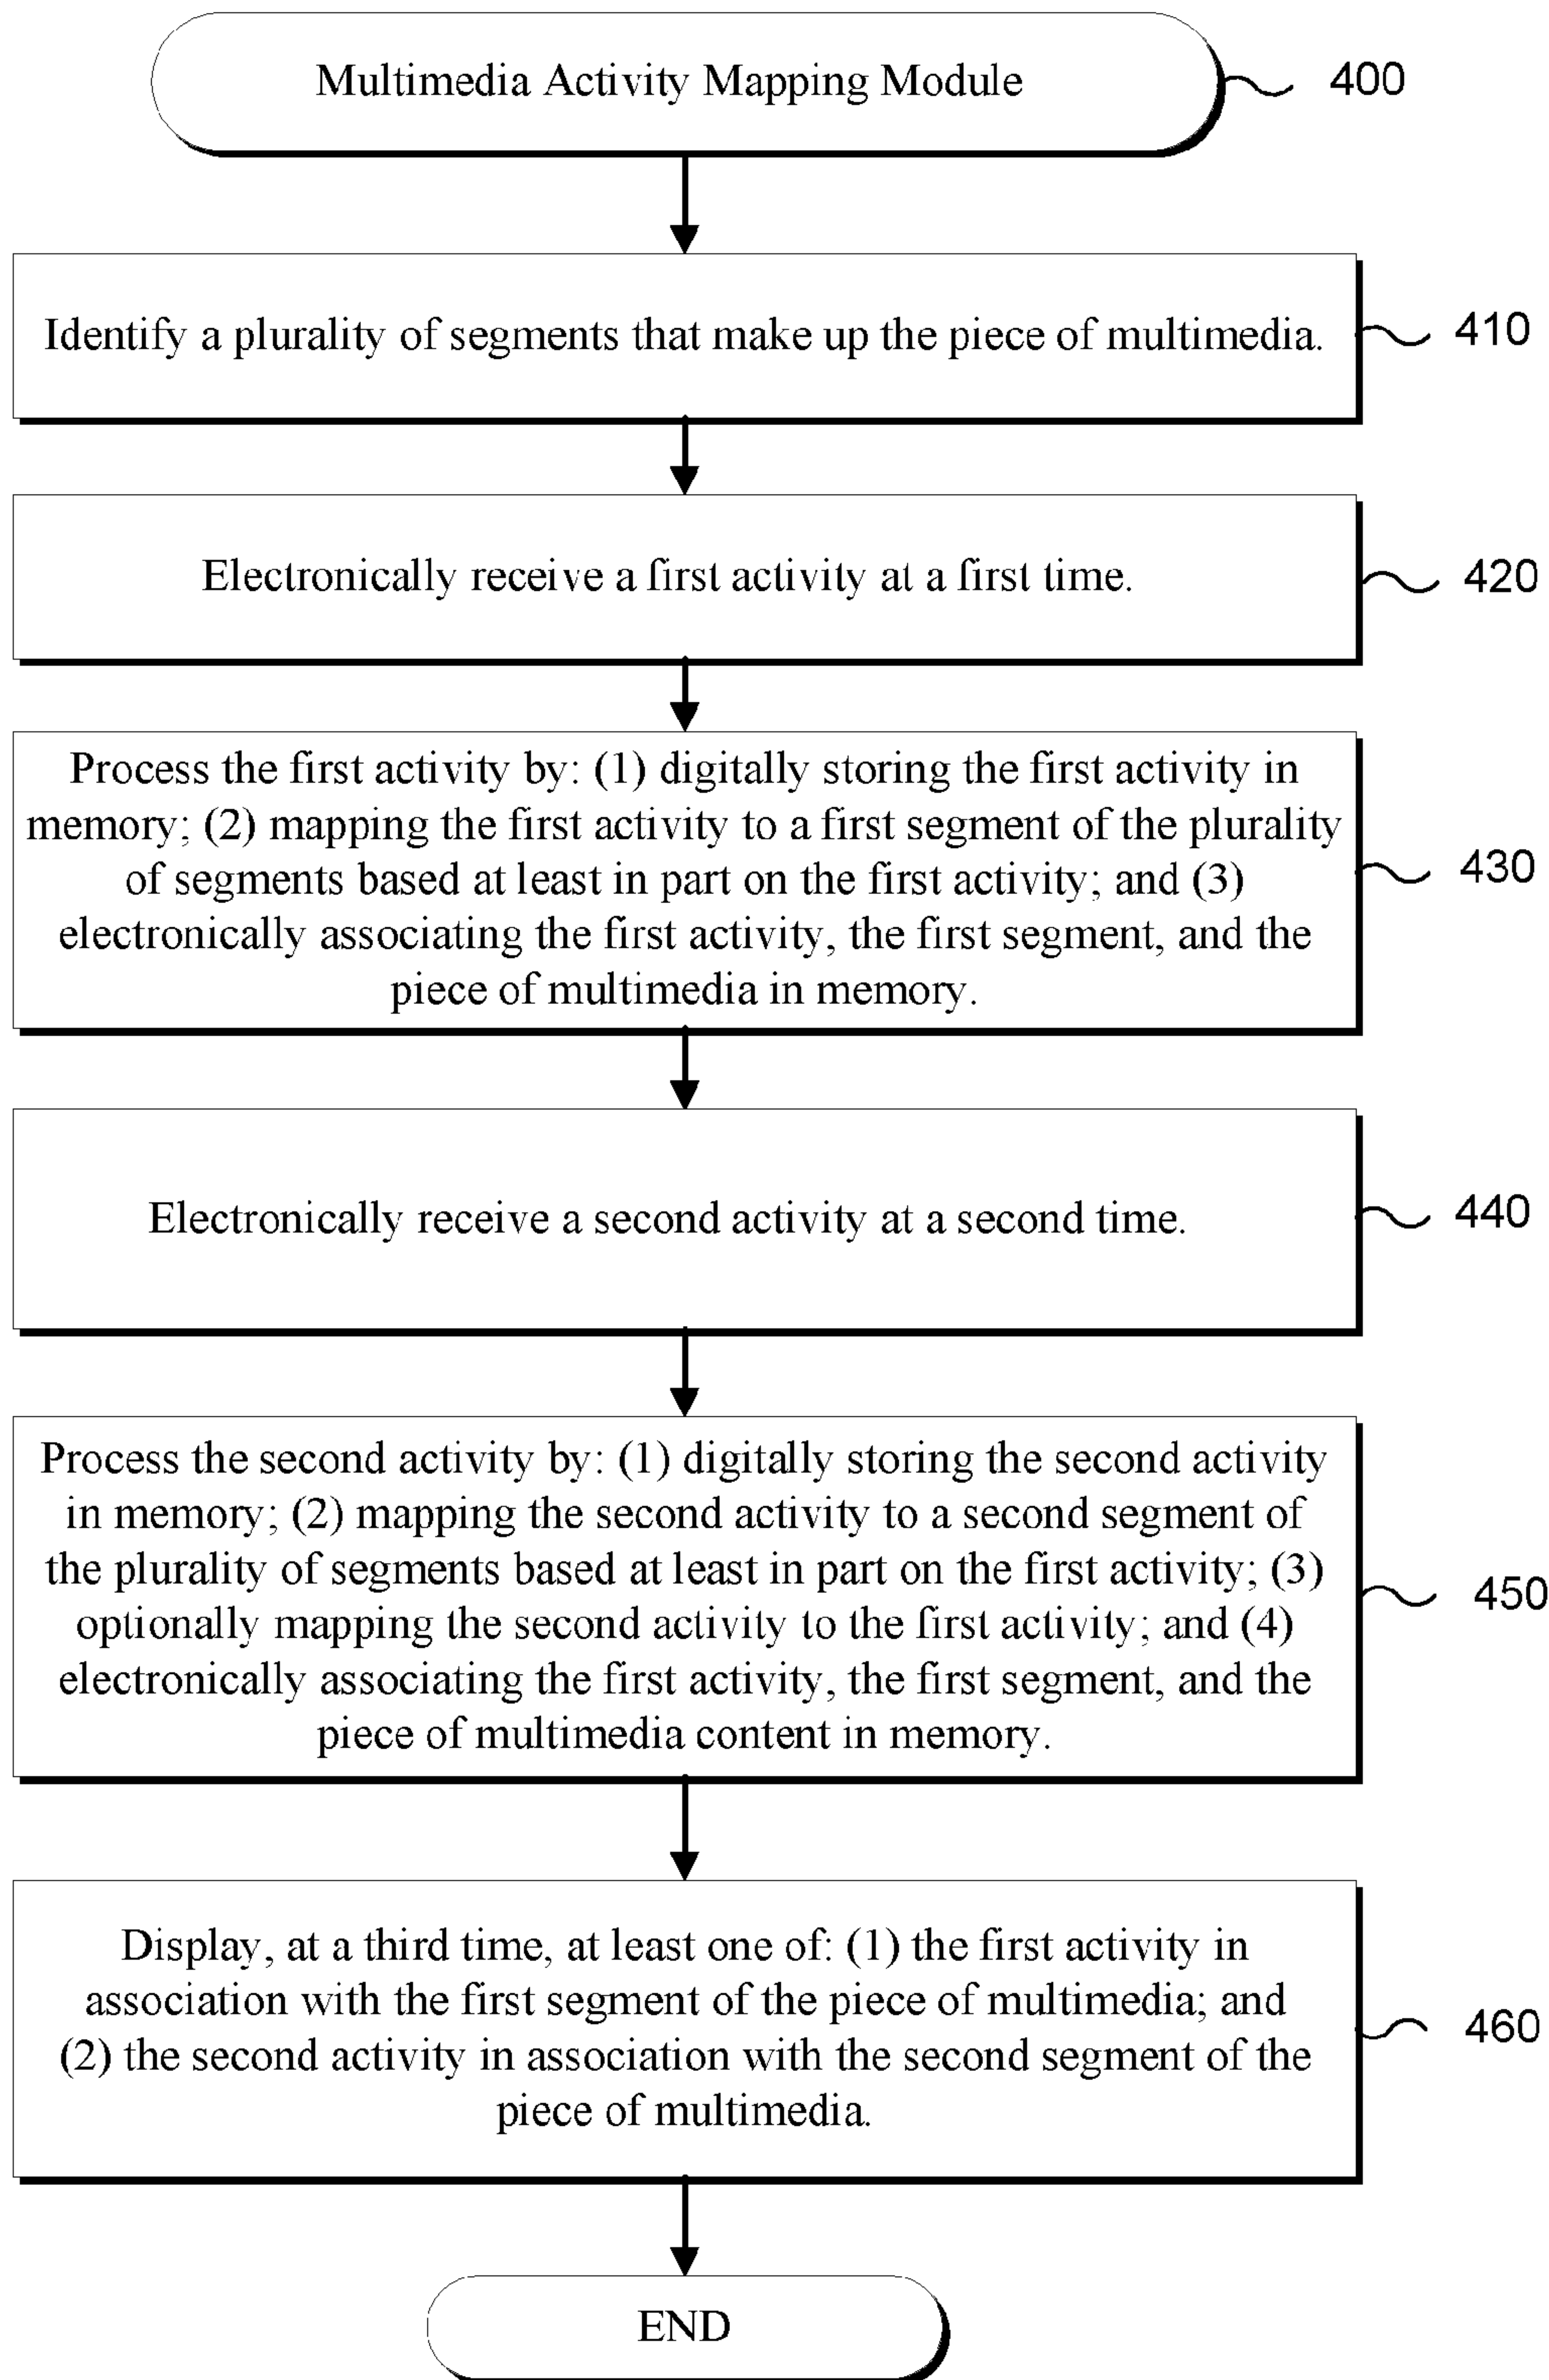 Multimedia Activity Mapping Module
400
Identify a plurality of segments that make up the piece of multimedia.
410
Electronically receive a first activity at a first time.
420
Process the first activity by: (1) digitally storing the first activity in
memory; (2) mapping the first activity to a first segment of the plurality
of segments based at least in part on the first activity; and (3)
electronically associating the first activity, the first segment, and the
piece of multimedia in memory.
430
Electronically receive a second activity at a second time.
440
Process the second activity by: (1) digitally storing the second activity
in memory; (2) mapping the second activity to a second segment of
the plurality of segments based at least in part on the first activity; (3)
optionally mapping the second activity to the first activity; and (4)
electronically associating the first activity, the first segment, and the
piece of multimedia content in memory.
450
Display, at a third time, at least one of: (1) the first activity in
association with the first segment of the piece of multimedia; and
(2) the second activity in association with the second segment of the
piece of multimedia.
460
END